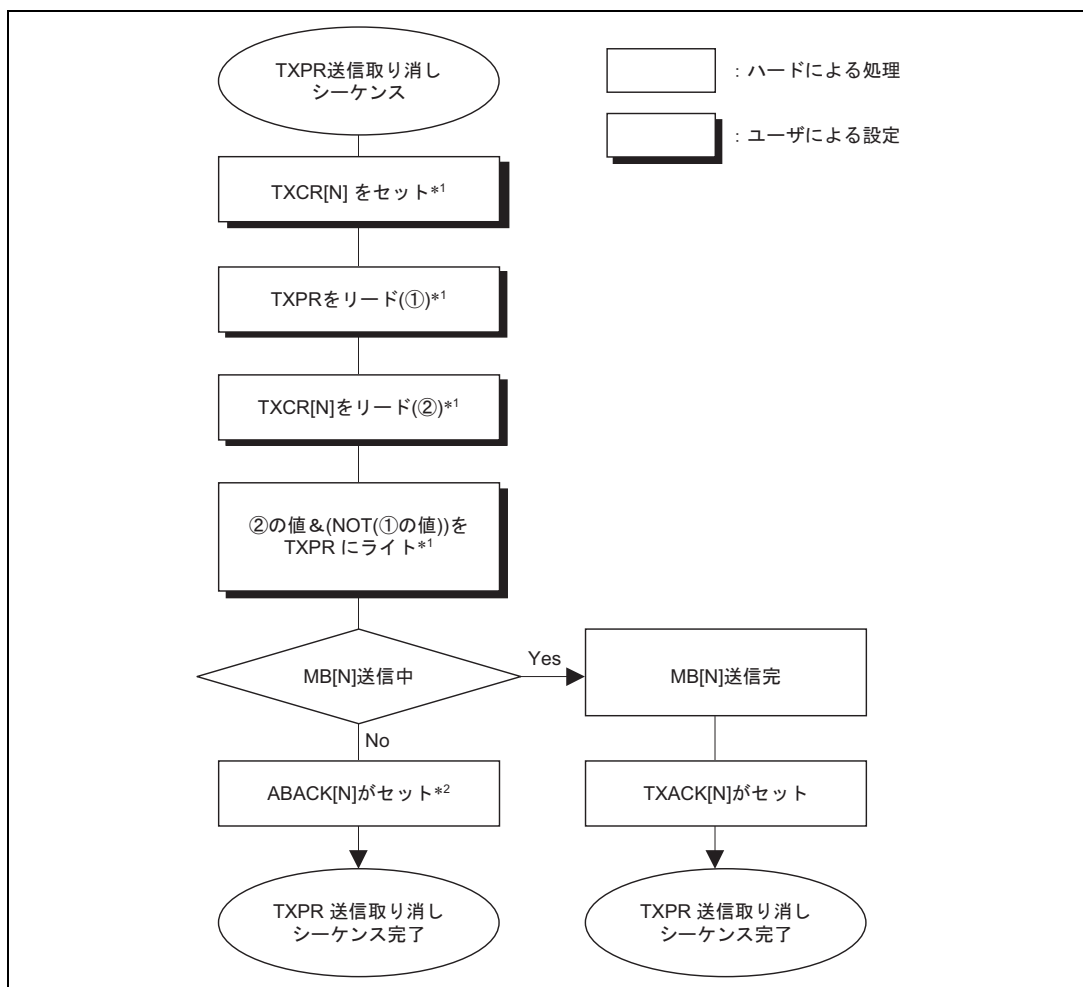 TXPR送信取り消し
シーケンス
:ハードによる処理
:ユーザによる設定
TXCR[N] をセット*1
TXPRをリード(①)*1
TXCR[N]をリード(②)*1
②の値&(NOT(①の値))を
TXPR にライト*1
MB[N]送信中
Yes
MB[N]送信完
No
ABACK[N]がセット*2
TXACK[N]がセット
TXPR 送信取り消し
シーケンス完了
TXPR 送信取り消し
シーケンス完了